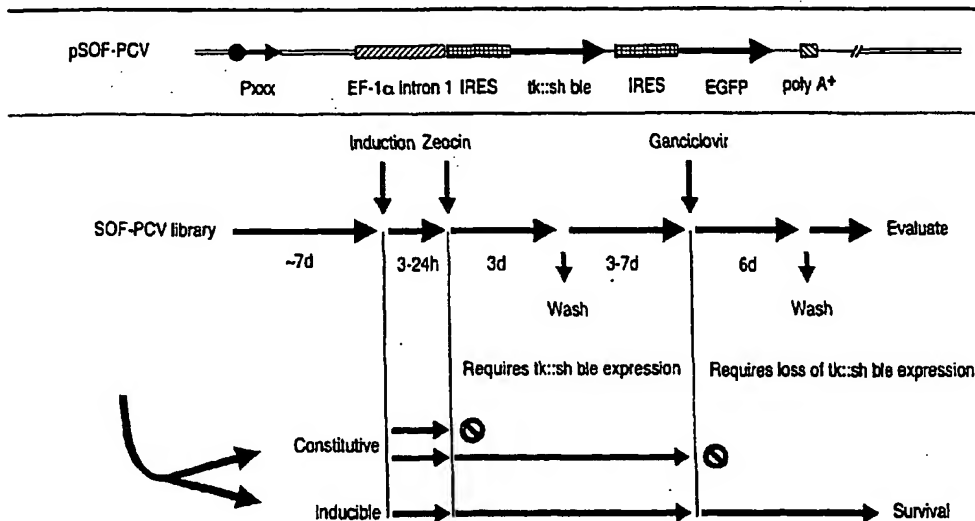 pSOF-PCV
Pxxx
EF-1α Intron 1 IRES
tk::sh ble
IRES
EGFP
poly A+
Induction Zeocin
Ganciclovir
SOF-PCV library
Evaluate
~7d
3-24h
3d
3-7d
6d
Wash
Wash
Requires tk::sh ble expression
Requires loss of tk::sh ble expression
Constitutive
Inducible
Survival